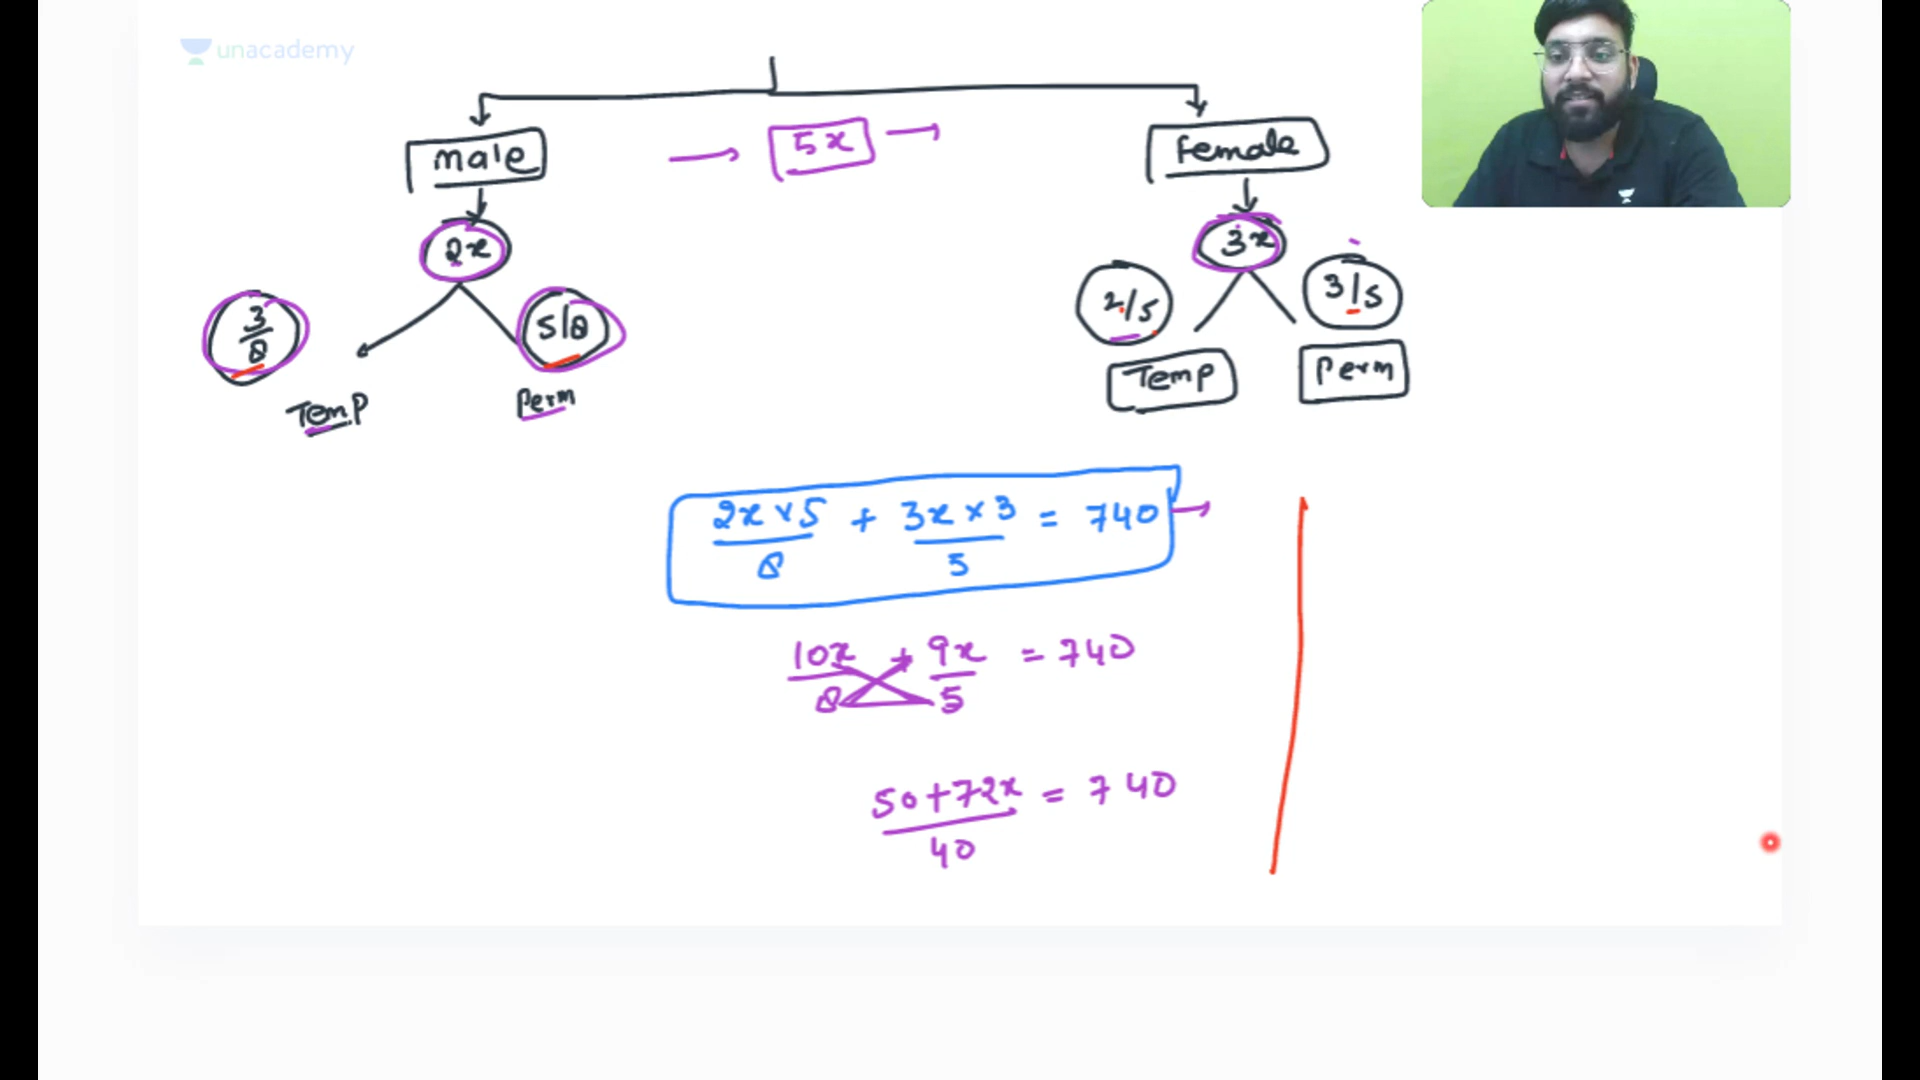 unacademy
male
5x
Female
2x
3x
3/8
5/8
2/5
3/5
Temp
Perm
Temp
Perm
2x×5/8 + 3x×3/5 = 740
10x/8 + 9x/5 = 740
50+72x/40 = 740